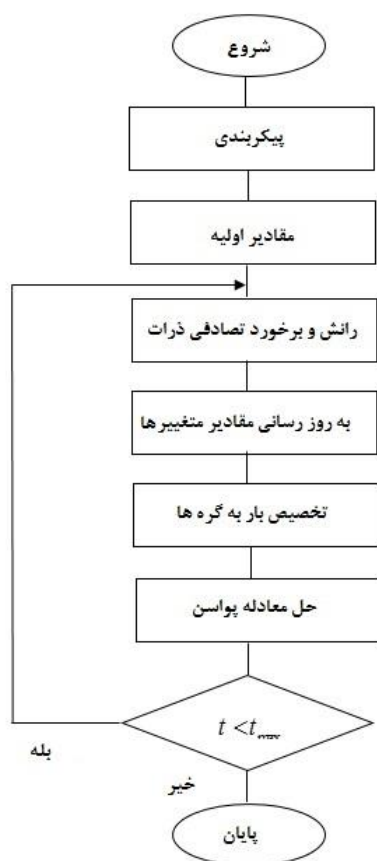 شروع
پیکربندی
مقادیر اولیه
رانش و برخورد تصادفی ذرات
به روز رسانی مقادیر متغییرها
تخصیص بار به گره ها
حل معادله پواسن
t < t_max
بله
خیر
پایان